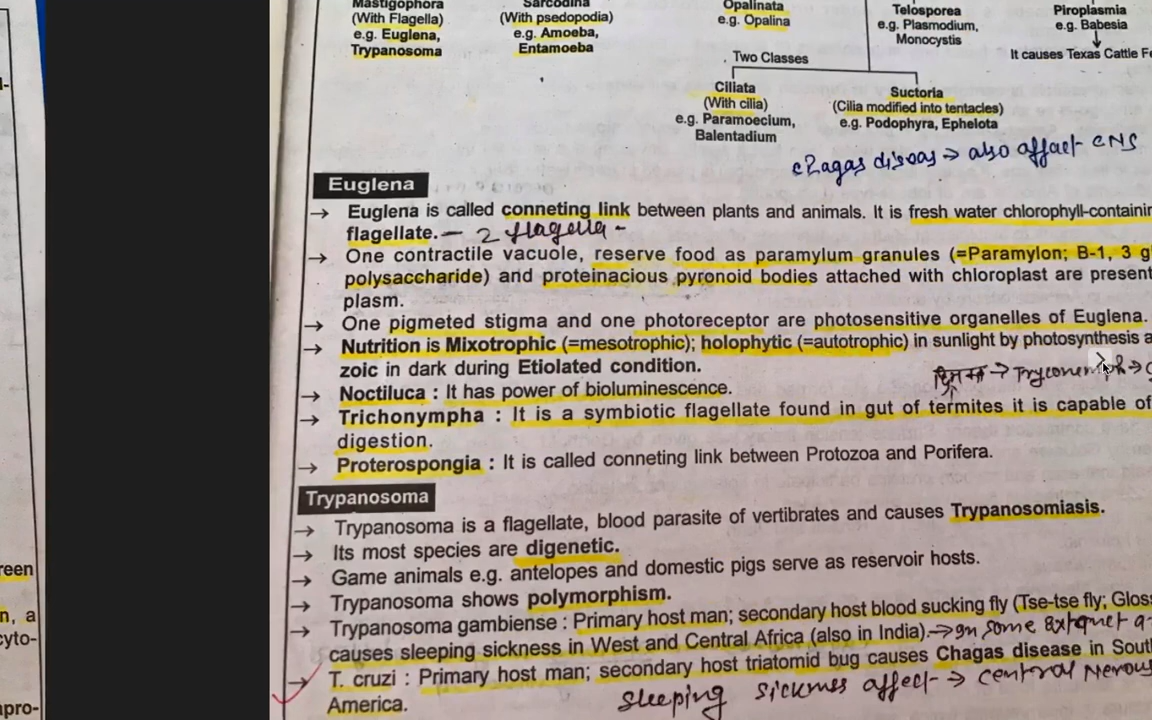 Mastigophora
(With Flagella)
e.g. Euglena,
Trypanosoma
Sarcodina
(With psedopodia)
e.g. Amoeba,
Entamoeba
Opalinata
e.g. Opalina
Telosporea
e.g. Plasmodium,
Monocystis
Piroplasmia
e.g. Babesia
It causes Texas Cattle Fe
Two Classes
Ciliata
(With cilia)
e.g. Paramoecium,
Balentadium
Suctoria
(Cilia modified into tentacles)
e.g. Podophyra, Ephelota
chagas diseas → also affect CNS
Euglena
→ Euglena is called conneting link between plants and animals. It is fresh water chlorophyll-containin
flagellate. — 2 flagella -
→ One contractile vacuole, reserve food as paramylum granules (=Paramylon; B-1, 3 g
polysaccharide) and proteinacious pyronoid bodies attached with chloroplast are present
plasm.
→ One pigmeted stigma and one photoreceptor are photosensitive organelles of Euglena.
→ Nutrition is Mixotrophic (=mesotrophic); holophytic (=autotrophic) in sunlight by photosynthesis a
zoic in dark during Etiolated condition.
→ Noctiluca : It has power of bioluminescence.
→ Trichonympha : It is a symbiotic flagellate found in gut of termites it is capable of
digestion.
→ Proterospongia : It is called conneting link between Protozoa and Porifera.
Trypanosoma
→ Trypanosoma is a flagellate, blood parasite of vertibrates and causes Trypanosomiasis.
→ Its most species are digenetic.
→ Game animals e.g. antelopes and domestic pigs serve as reservoir hosts.
→ Trypanosoma shows polymorphism.
→ Trypanosoma gambiense : Primary host man; secondary host blood sucking fly (Tse-tse fly; Gloss
causes sleeping sickness in West and Central Africa (also in India). → in some
→ T. cruzi : Primary host man; secondary host triatomid bug causes Chagas disease in Sout
America.
sleeping sickness affect → central Nervous
reen
n, a
cyto-
apro-